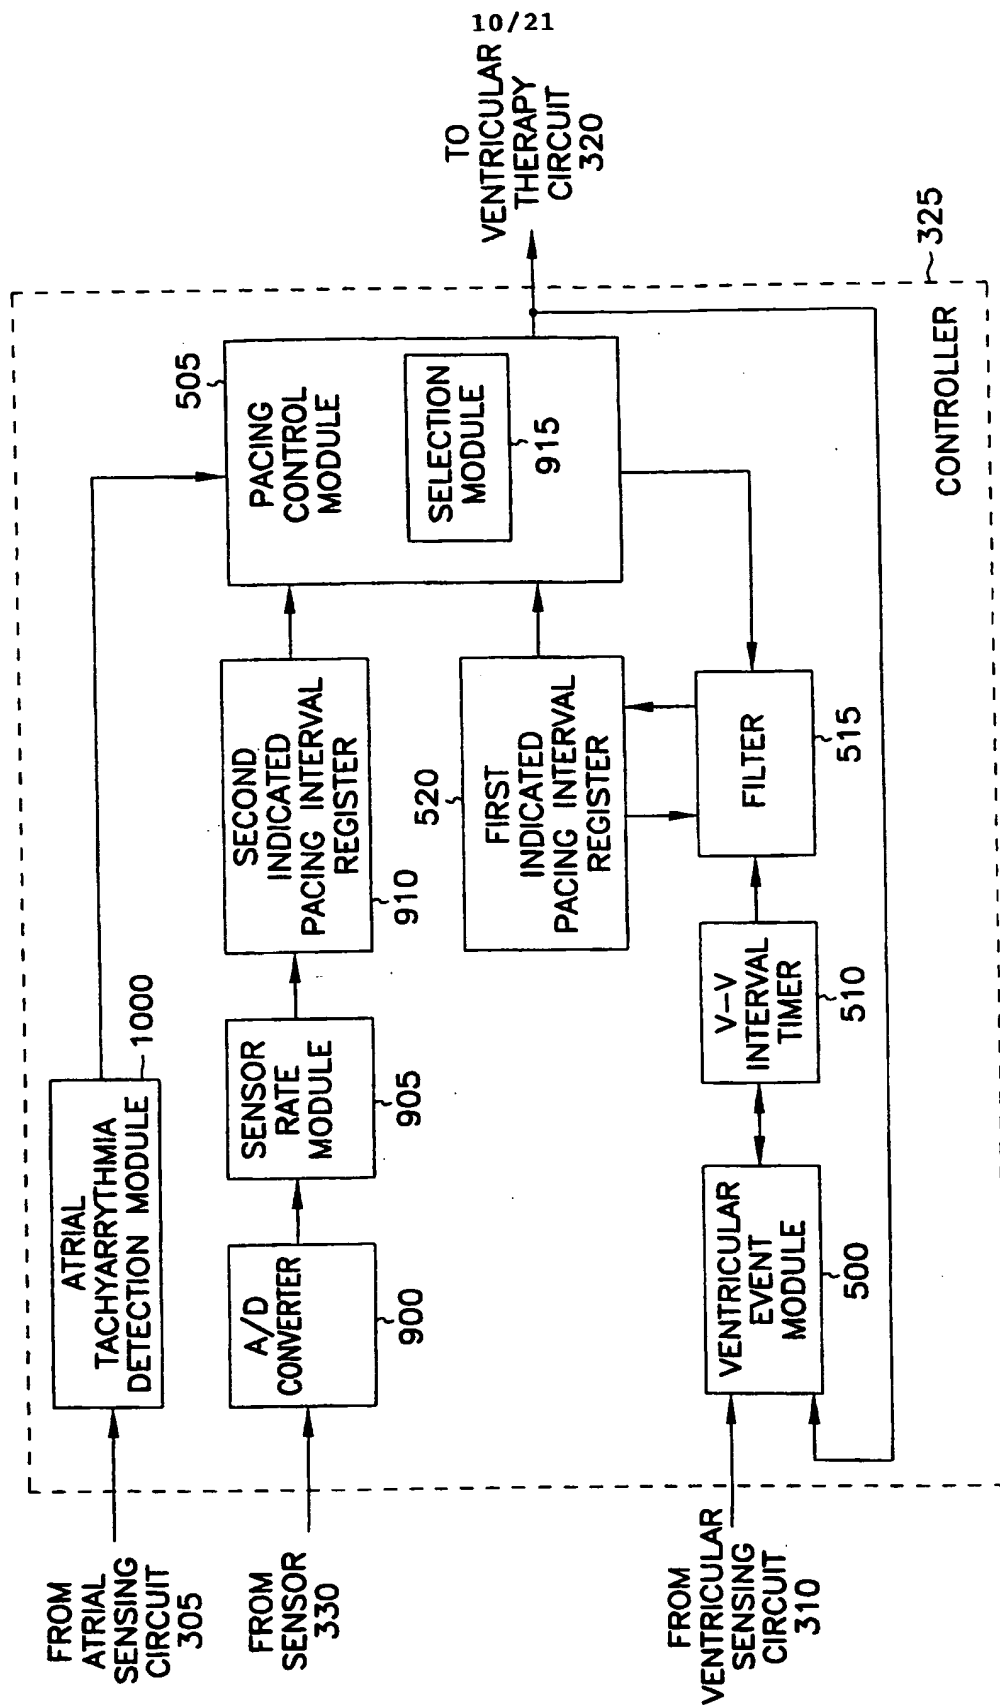 10/21
FROM
ATRIAL
SENSING
CIRCUIT
305
ATRIAL
TACHYARRYTHMIA
DETECTION MODULE
1000
FROM
SENSOR
330
A/D
CONVERTER
900
SENSOR
RATE
MODULE
905
SECOND
INDICATED
PACING INTERVAL
REGISTER
910
505
PACING
CONTROL
MODULE
SELECTION
MODULE
915
TO
VENTRICULAR
THERAPY
CIRCUIT
320
520
FIRST
INDICATED
PACING INTERVAL
REGISTER
FROM
VENTRICULAR
SENSING
CIRCUIT
310
VENTRICULAR
EVENT
MODULE
500
V-V
INTERVAL
TIMER
510
FILTER
515
CONTROLLER
325